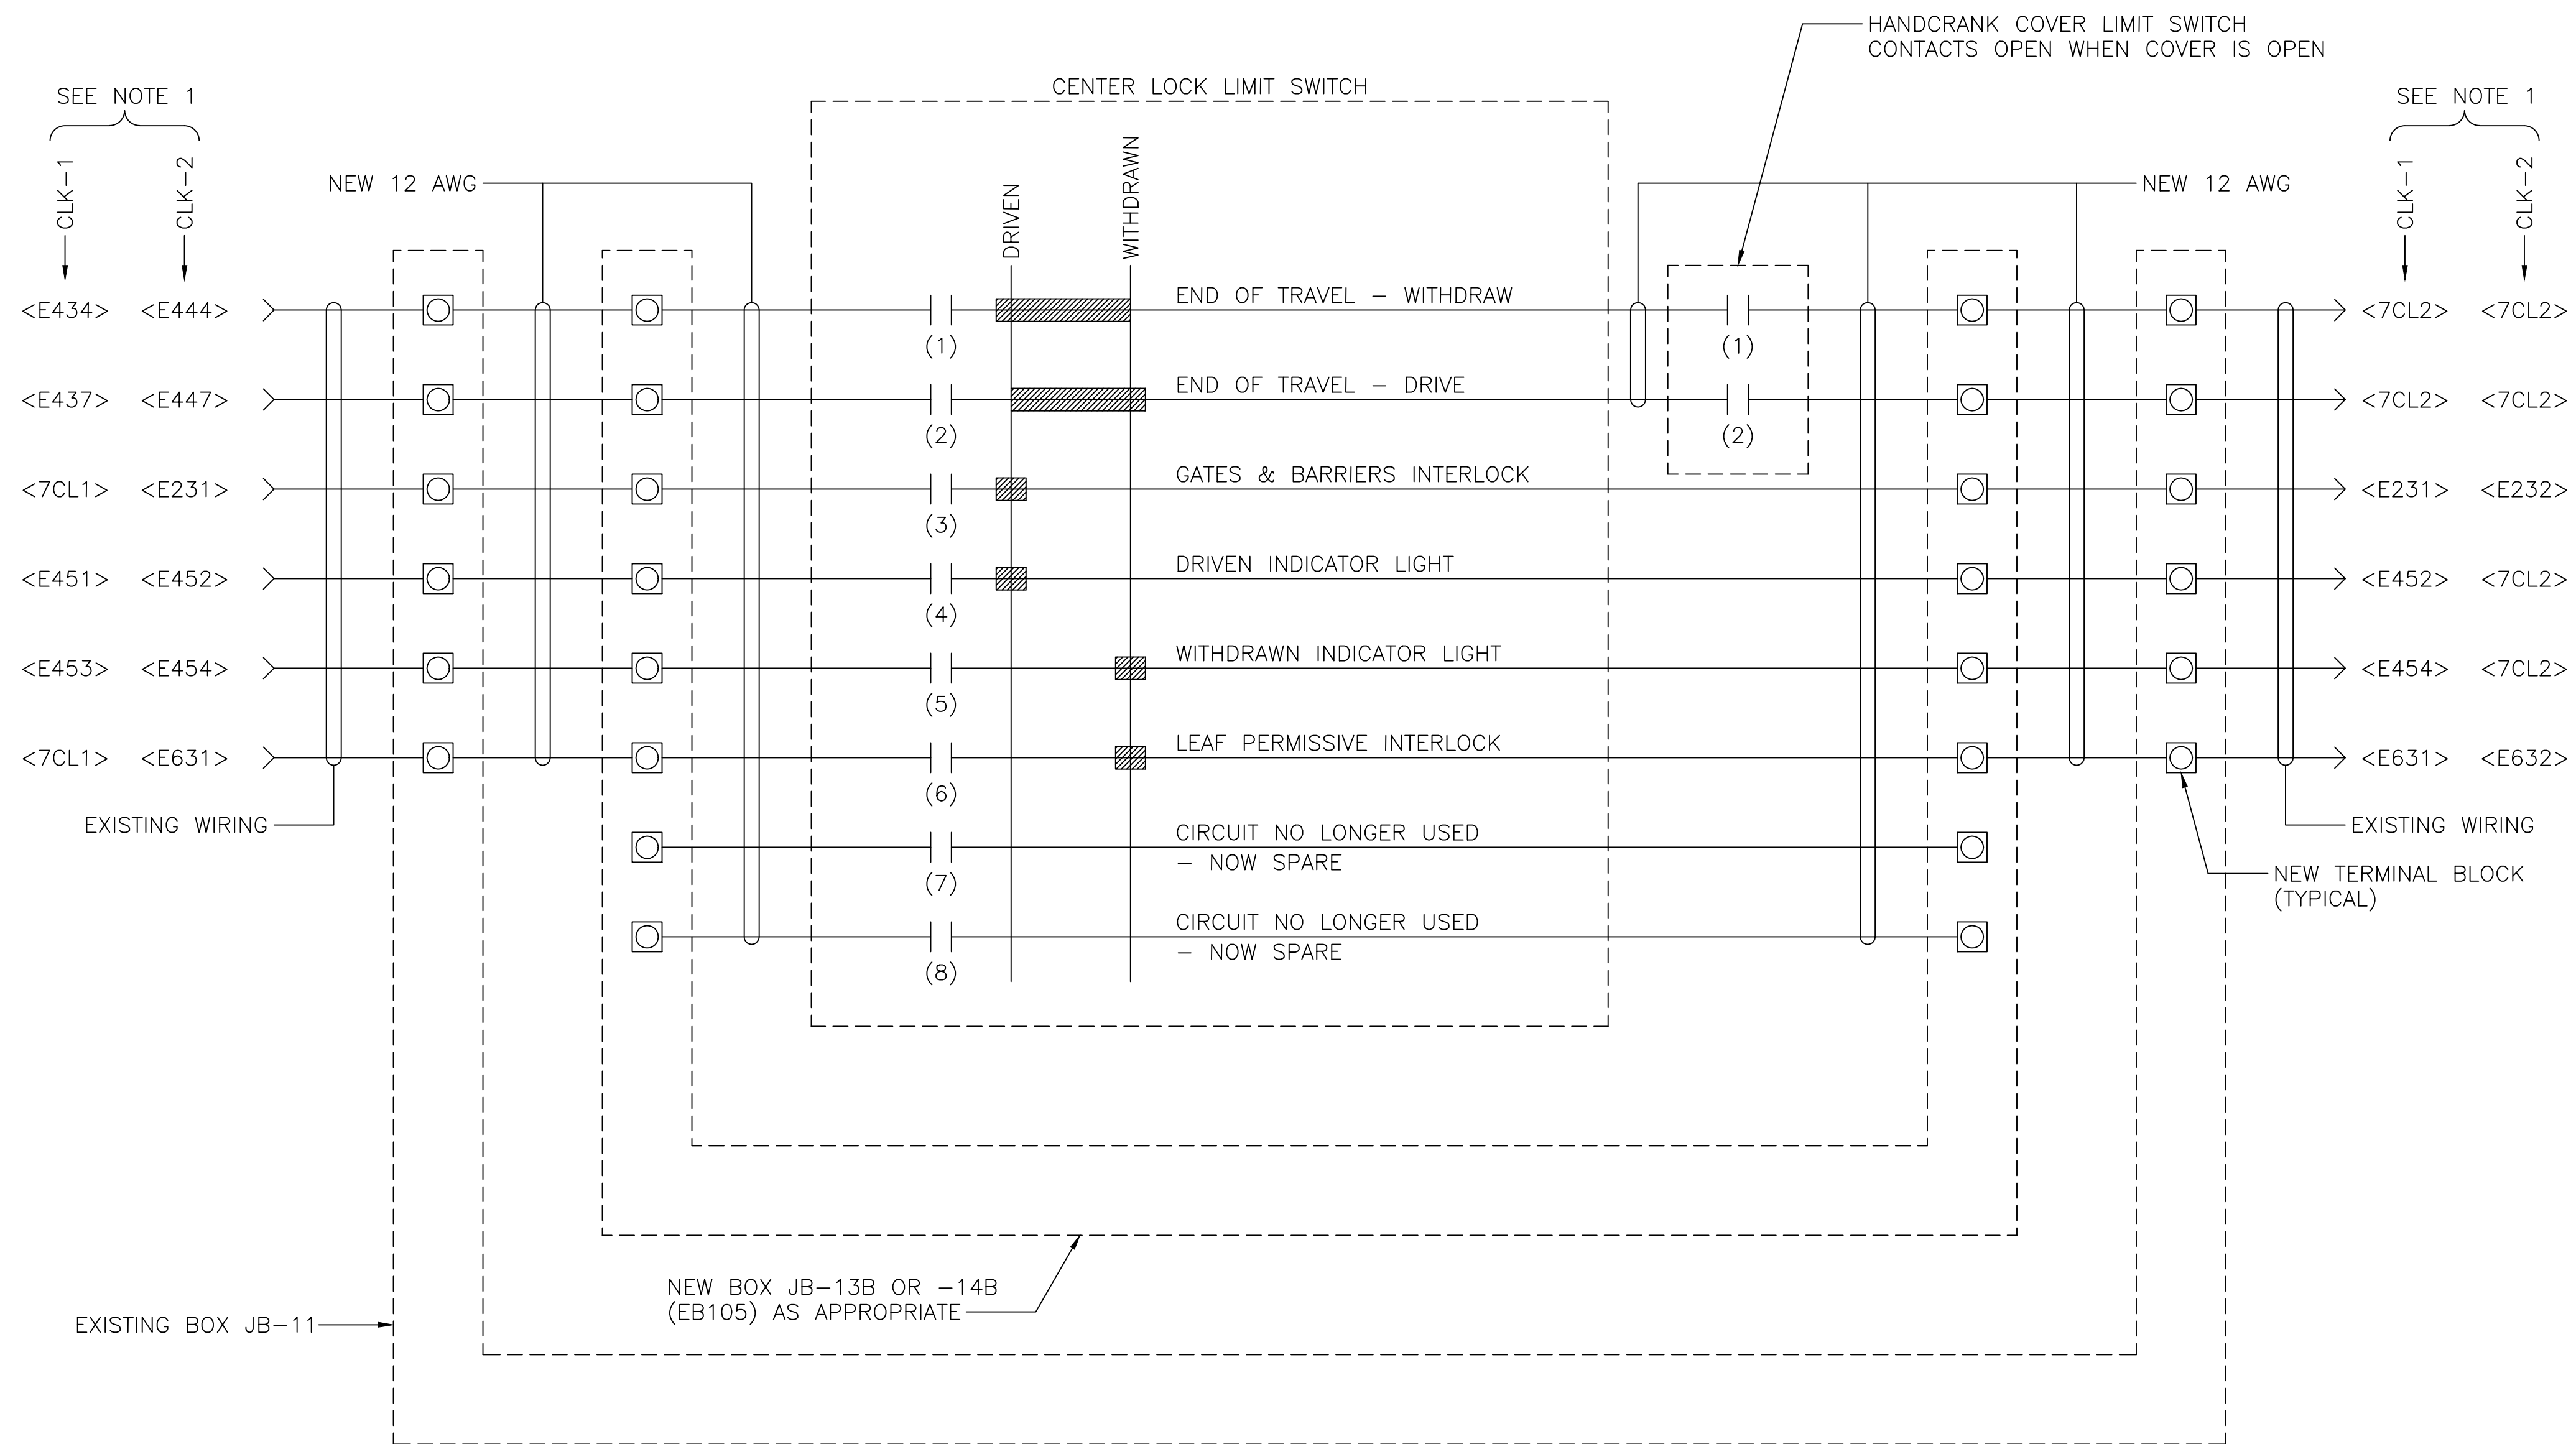 HANDCRANK COVER LIMIT SWITCH
CONTACTS OPEN WHEN COVER IS OPEN
CENTER LOCK LIMIT SWITCH
SEE NOTE 1
SEE NOTE 1
CLK-1
CLK-2
NEW 12 AWG
DRIVEN
WITHDRAWN
NEW 12 AWG
CLK-1
CLK-2
<E434> <E444>
END OF TRAVEL - WITHDRAW
<7CL2> <7CL2>
(1)
(1)
<E437> <E447>
END OF TRAVEL - DRIVE
<7CL2> <7CL2>
(2)
(2)
<7CL1> <E231>
GATES & BARRIERS INTERLOCK
<E231> <E232>
(3)
<E451> <E452>
DRIVEN INDICATOR LIGHT
<E452> <7CL2>
(4)
<E453> <E454>
WITHDRAWN INDICATOR LIGHT
<E454> <7CL2>
(5)
<7CL1> <E631>
LEAF PERMISSIVE INTERLOCK
<E631> <E632>
(6)
EXISTING WIRING
CIRCUIT NO LONGER USED
- NOW SPARE
EXISTING WIRING
(7)
NEW TERMINAL BLOCK
(TYPICAL)
CIRCUIT NO LONGER USED
- NOW SPARE
(8)
NEW BOX JB-13B OR -14B
(EB105) AS APPROPRIATE
EXISTING BOX JB-11